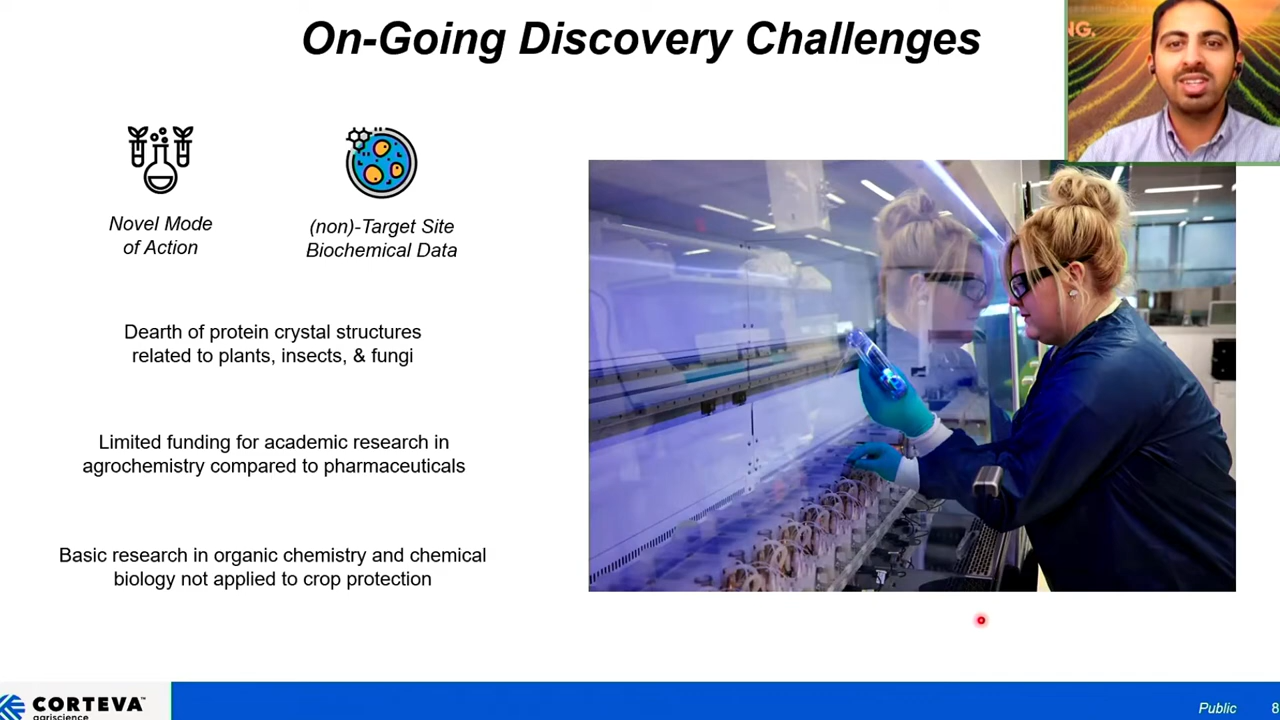 On-Going Discovery Challenges
NG.
Novel Mode
of Action
(non)-Target Site
Biochemical Data
Dearth of protein crystal structures
related to plants, insects, & fungi
Limited funding for academic research in
agrochemistry compared to pharmaceuticals
Basic research in organic chemistry and chemical
biology not applied to crop protection
CORTEVA™
agriscience
Public
8